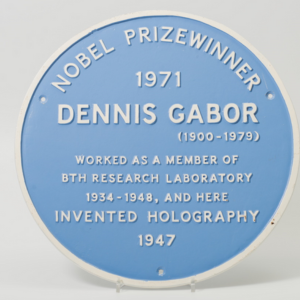 NOBEL PRIZEWINNER
1971
DENNIS GABOR
(1900-1979)
WORKED AS A MEMBER OF
BTH RESEARCH LABORATORY
1934-1948, AND HERE
INVENTED HOLOGRAPHY
1947